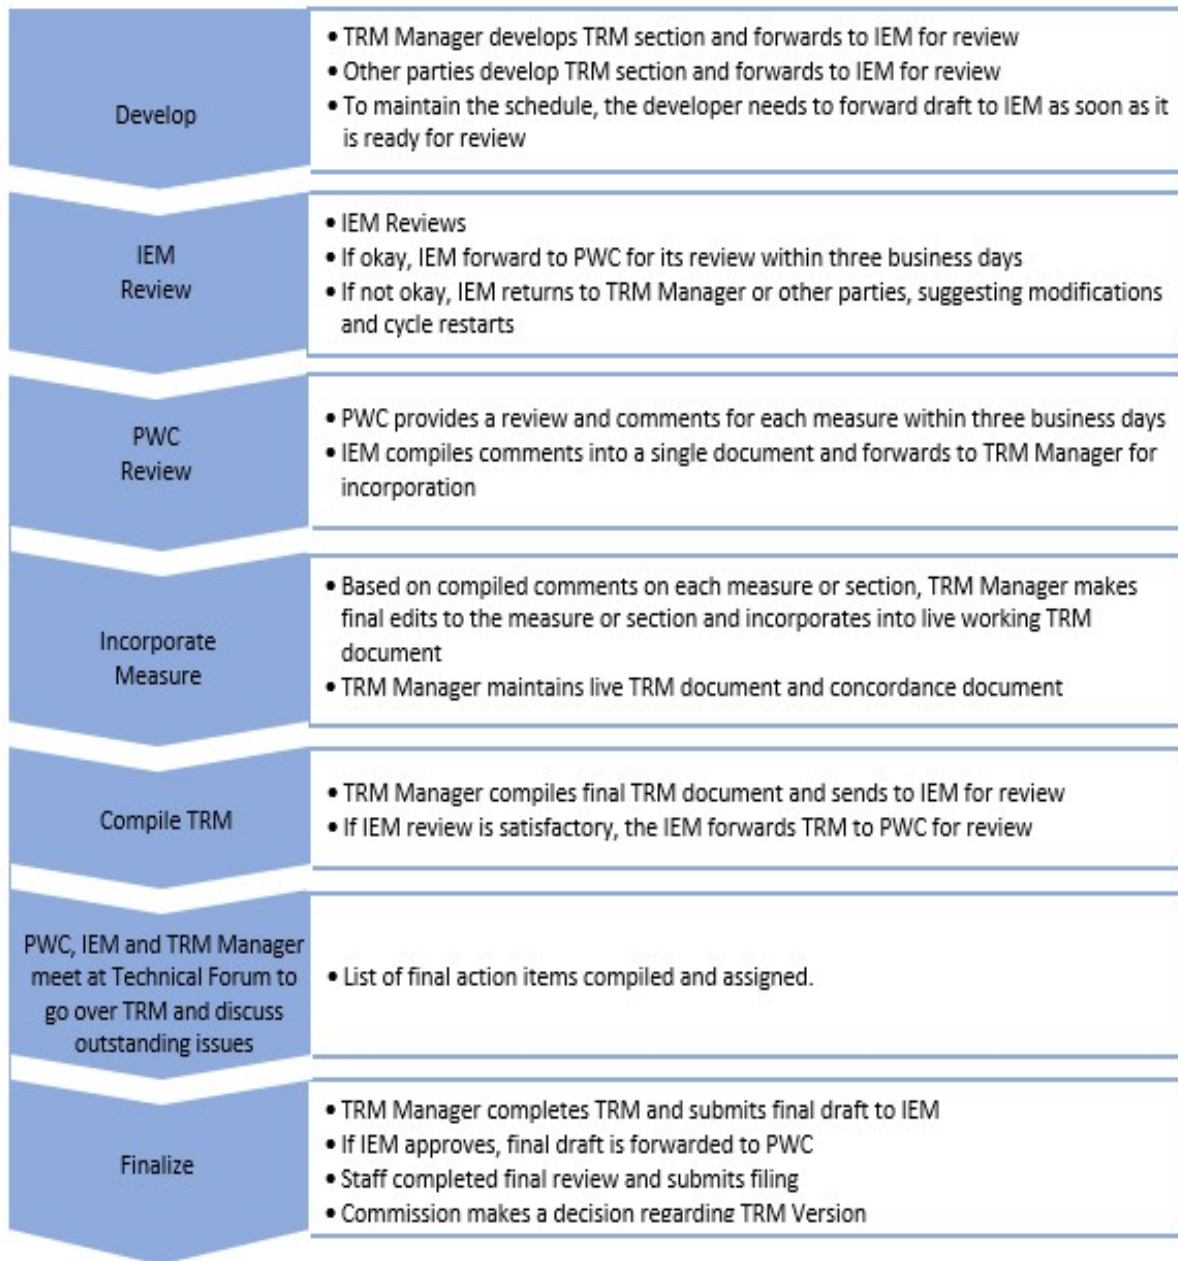 Develop
• TRM Manager develops TRM section and forwards to IEM for review
• Other parties develop TRM section and forwards to IEM for review
• To maintain the schedule, the developer needs to forward draft to IEM as soon as it
is ready for review
IEM
Review
• IEM Reviews
• If okay, IEM forward to PWC for its review within three business days
• If not okay, IEM returns to TRM Manager or other parties, suggesting modifications
and cycle restarts
PWC
Review
• PWC provides a review and comments for each measure within three business days
• IEM compiles comments into a single document and forwards to TRM Manager for
incorporation
Incorporate
Measure
• Based on compiled comments on each measure or section, TRM Manager makes
final edits to the measure or section and incorporates into live working TRM
document
• TRM Manager maintains live TRM document and concordance document
Compile TRM
• TRM Manager compiles final TRM document and sends to IEM for review
• If IEM review is satisfactory, the IEM forwards TRM to PWC for review
PWC, IEM and TRM Manager
meet at Technical Forum to
go over TRM and discuss
outstanding issues
• List of final action items compiled and assigned.
Finalize
• TRM Manager completes TRM and submits final draft to IEM
• If IEM approves, final draft is forwarded to PWC
• Staff completed final review and submits filing
• Commission makes a decision regarding TRM Version